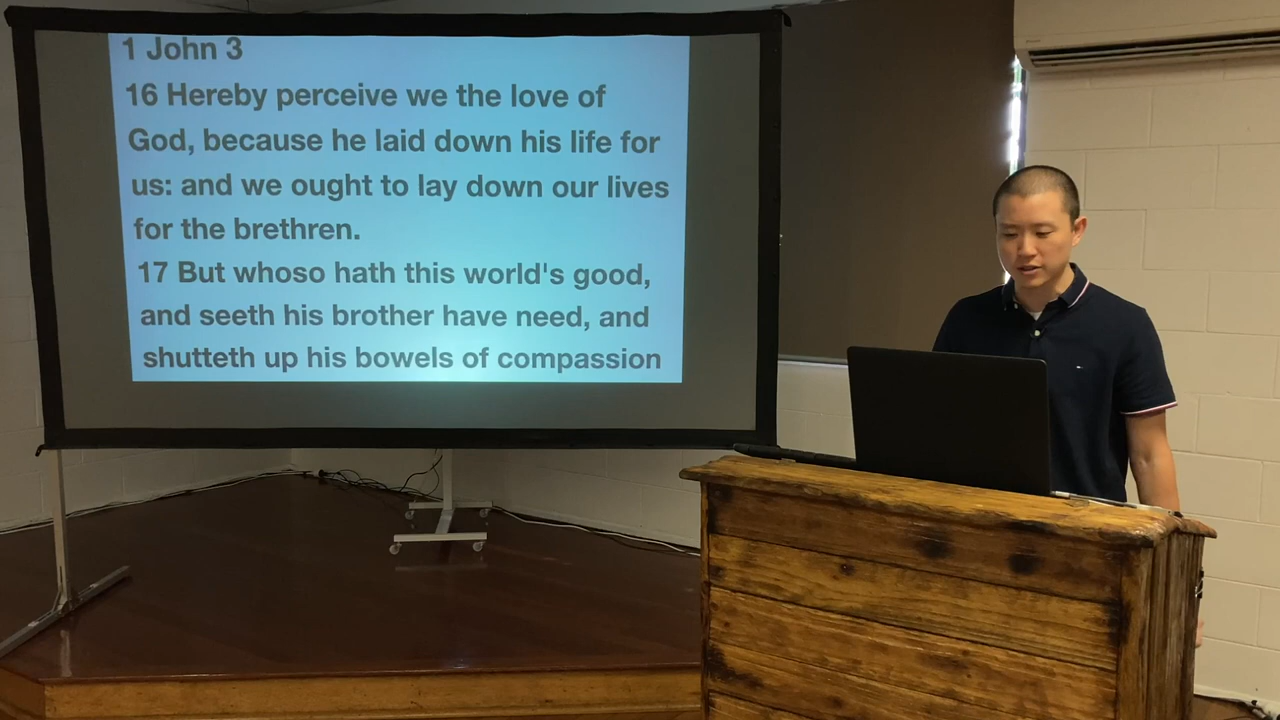 1 John 3
16 Hereby perceive we the love of
God, because he laid down his life for
us: and we ought to lay down our lives
for the brethren.
17 But whoso hath this world's good,
and seeth his brother have need, and
shutteth up his bowels of compassion